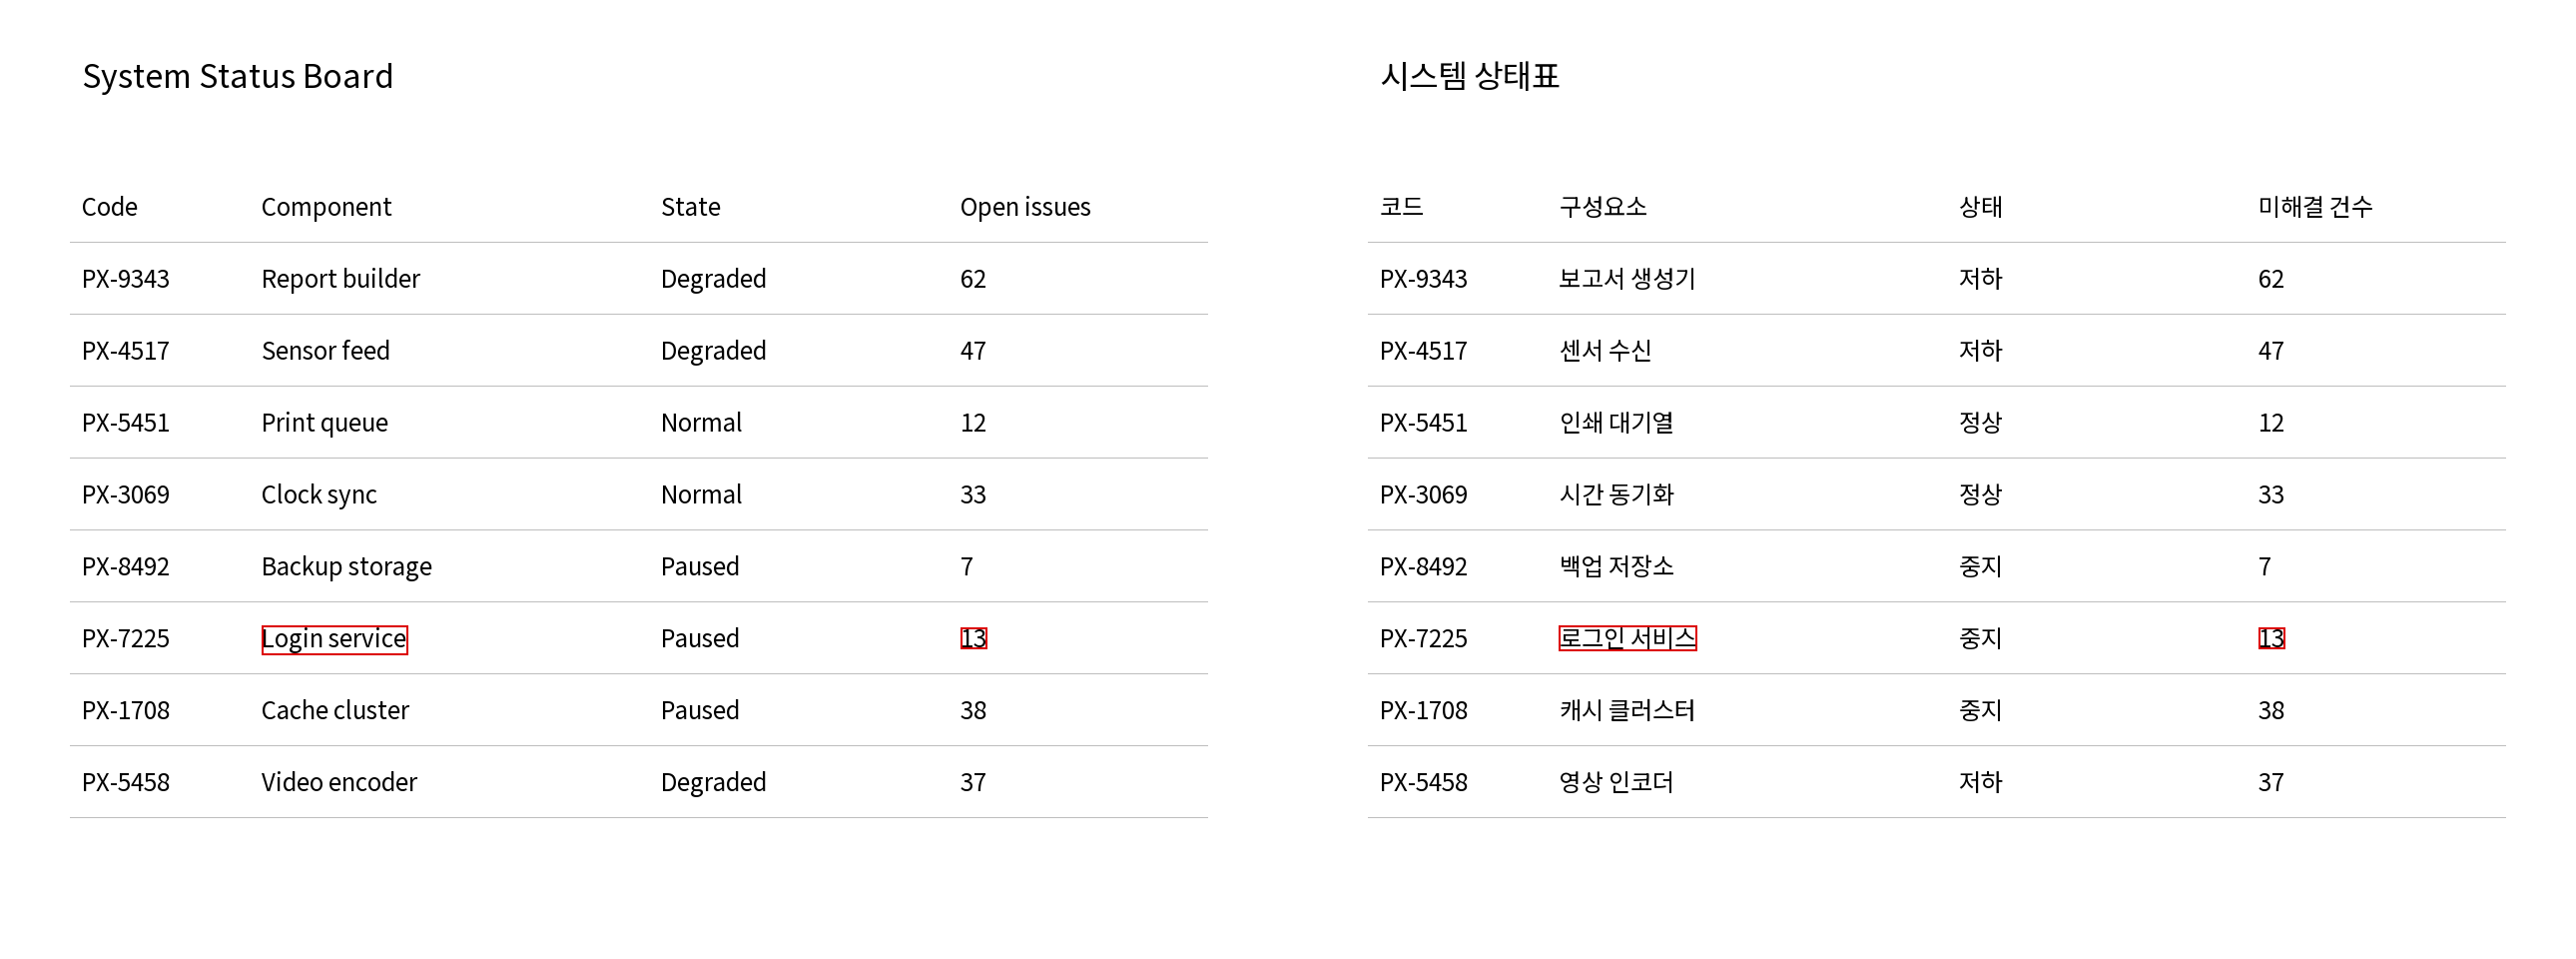 System Status Board
Code Component State Open issues
PX-9343 Report builder Degraded 62
PX-4517 Sensor feed Degraded 47
PX-5451 Print queue Normal 12
PX-3069 Clock sync Normal 33
PX-8492 Backup storage Paused 7
PX-7225 Login service Paused 13
PX-1708 Cache cluster Paused 38
PX-5458 Video encoder Degraded 37
시스템 상태표
코드 구성요소 상태 미해결 건수
PX-9343 보고서 생성기 저하 62
PX-4517 센서 수신 저하 47
PX-5451 인쇄 대기열 정상 12
PX-3069 시간 동기화 정상 33
PX-8492 백업 저장소 중지 7
PX-7225 로그인 서비스 중지 13
PX-1708 캐시 클러스터 중지 38
PX-5458 영상 인코더 저하 37